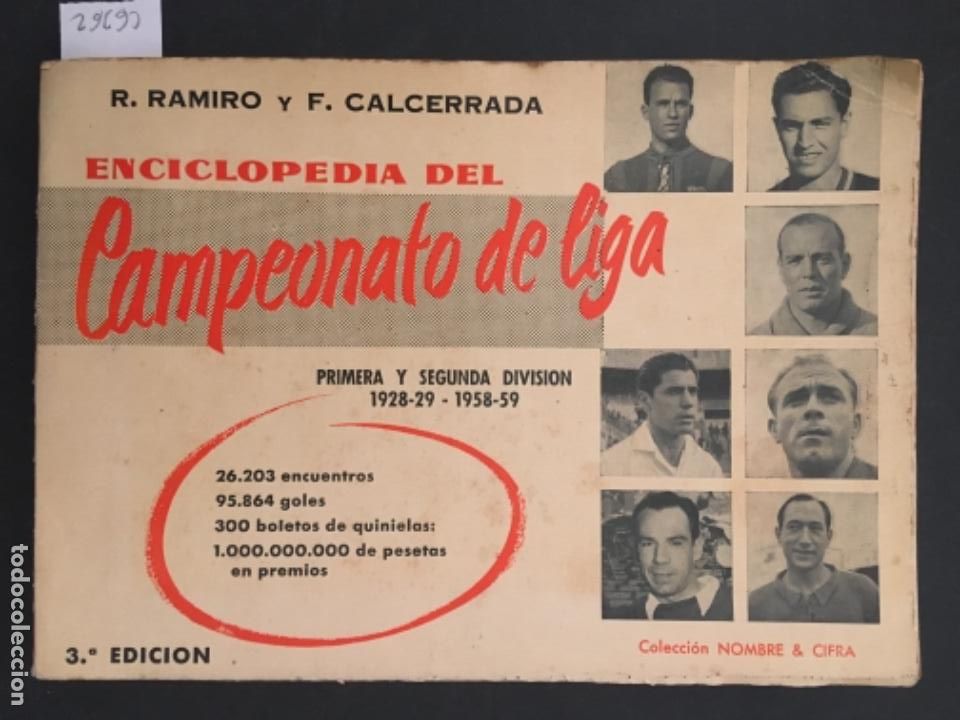 R. RAMIRO Y F. CALCERRADA
ENCICLOPEDIA DEL
Campeonato de liga
PRIMERA Y SEGUNDA DIVISION
1928-29 - 1958-59
26.203 encuentros
95.864 goles
300 boletos de quinielas:
1.000.000.000 de pesetas
en premios
3.ª EDICION
Colección NOMBRE & CIFRA
todocoleccion.net